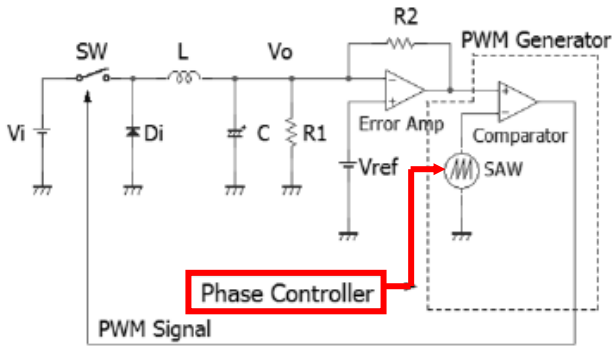 R2
SW
L
Vo
PWM Generator
Vi
Di
C
R1
Error Amp
Comparator
Vref
SAW
Phase Controller
PWM Signal